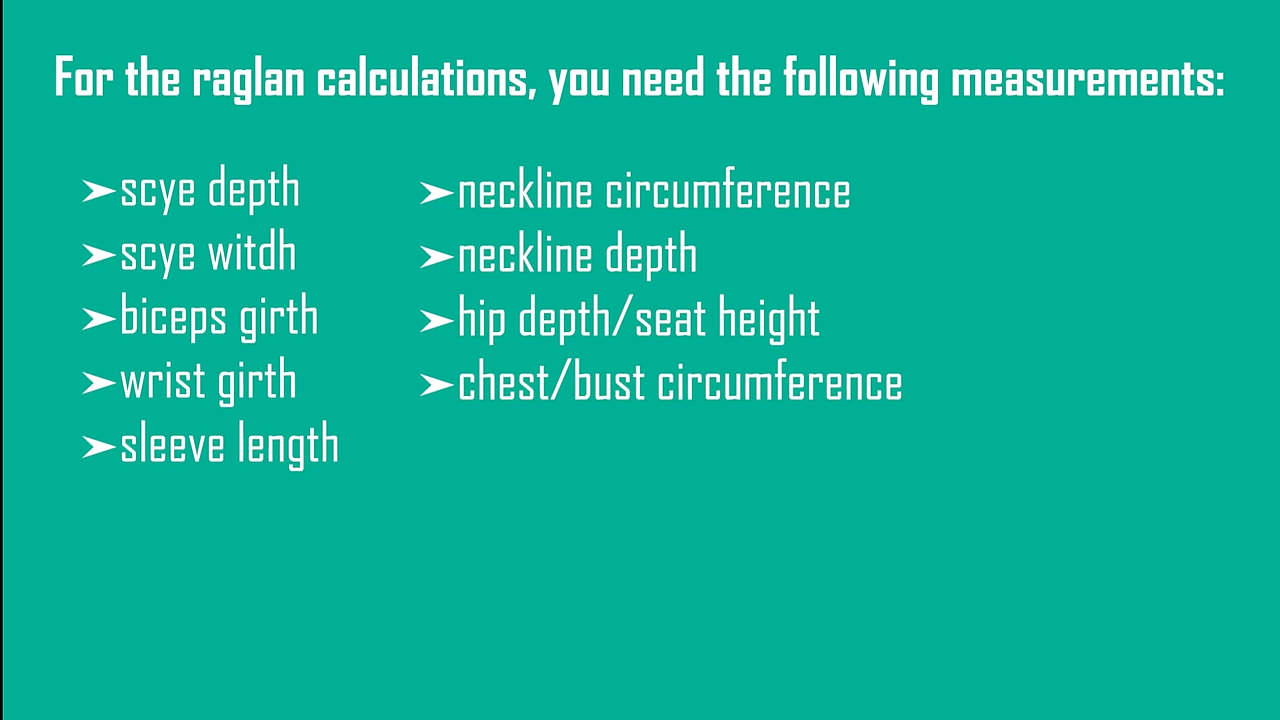 For the raglan calculations, you need the following measurements:
➢scye depth
➢scye witdh
➢biceps girth
➢wrist girth
➢sleeve length
➢neckline circumference
➢neckline depth
➢hip depth/seat height
➢chest/bust circumference